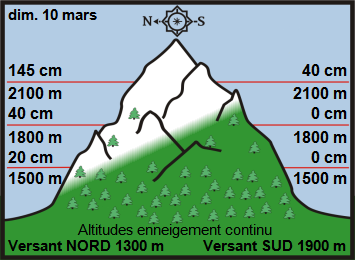 dim. 10 mars
N S
145 cm 40 cm
2100 m 2100 m
40 cm 0 cm
1800 m 1800 m
20 cm 0 cm
1500 m 1500 m
Altitudes enneigement continu
Versant NORD 1300 m Versant SUD 1900 m